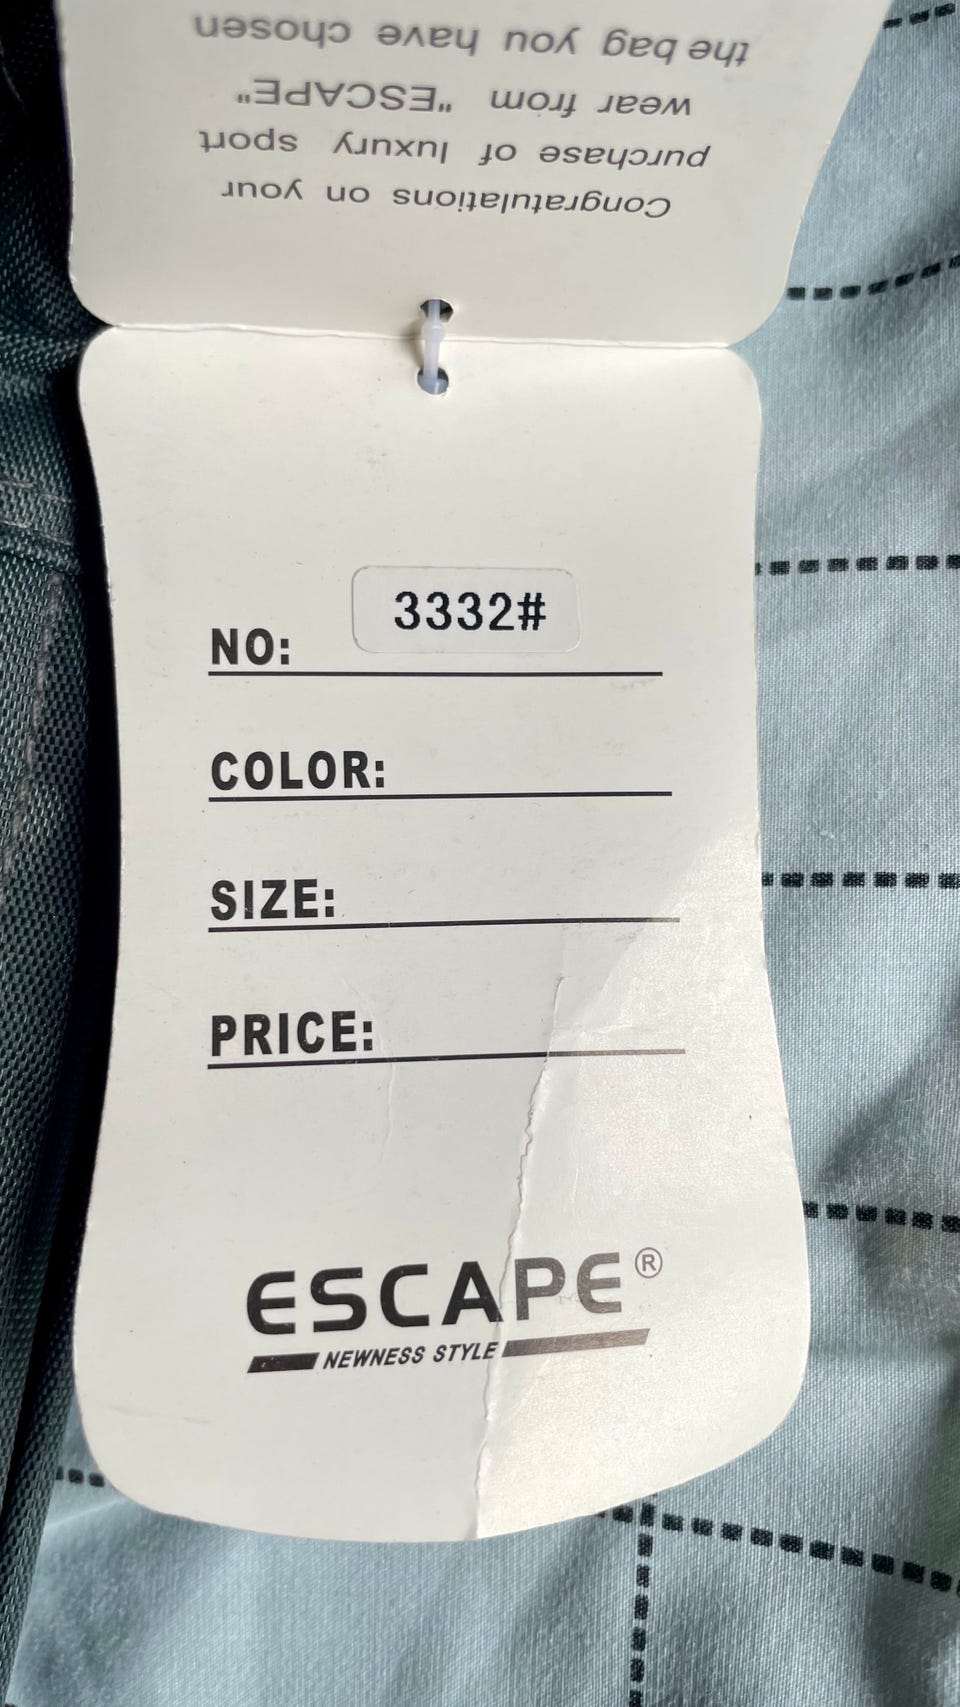 Congratulations on your
purchase of luxury sport
wear from "ESCAPE"
the bag you have chosen
NO: 3332#
COLOR:
SIZE:
PRICE:
ESCAPE®
NEWNESS STYLE